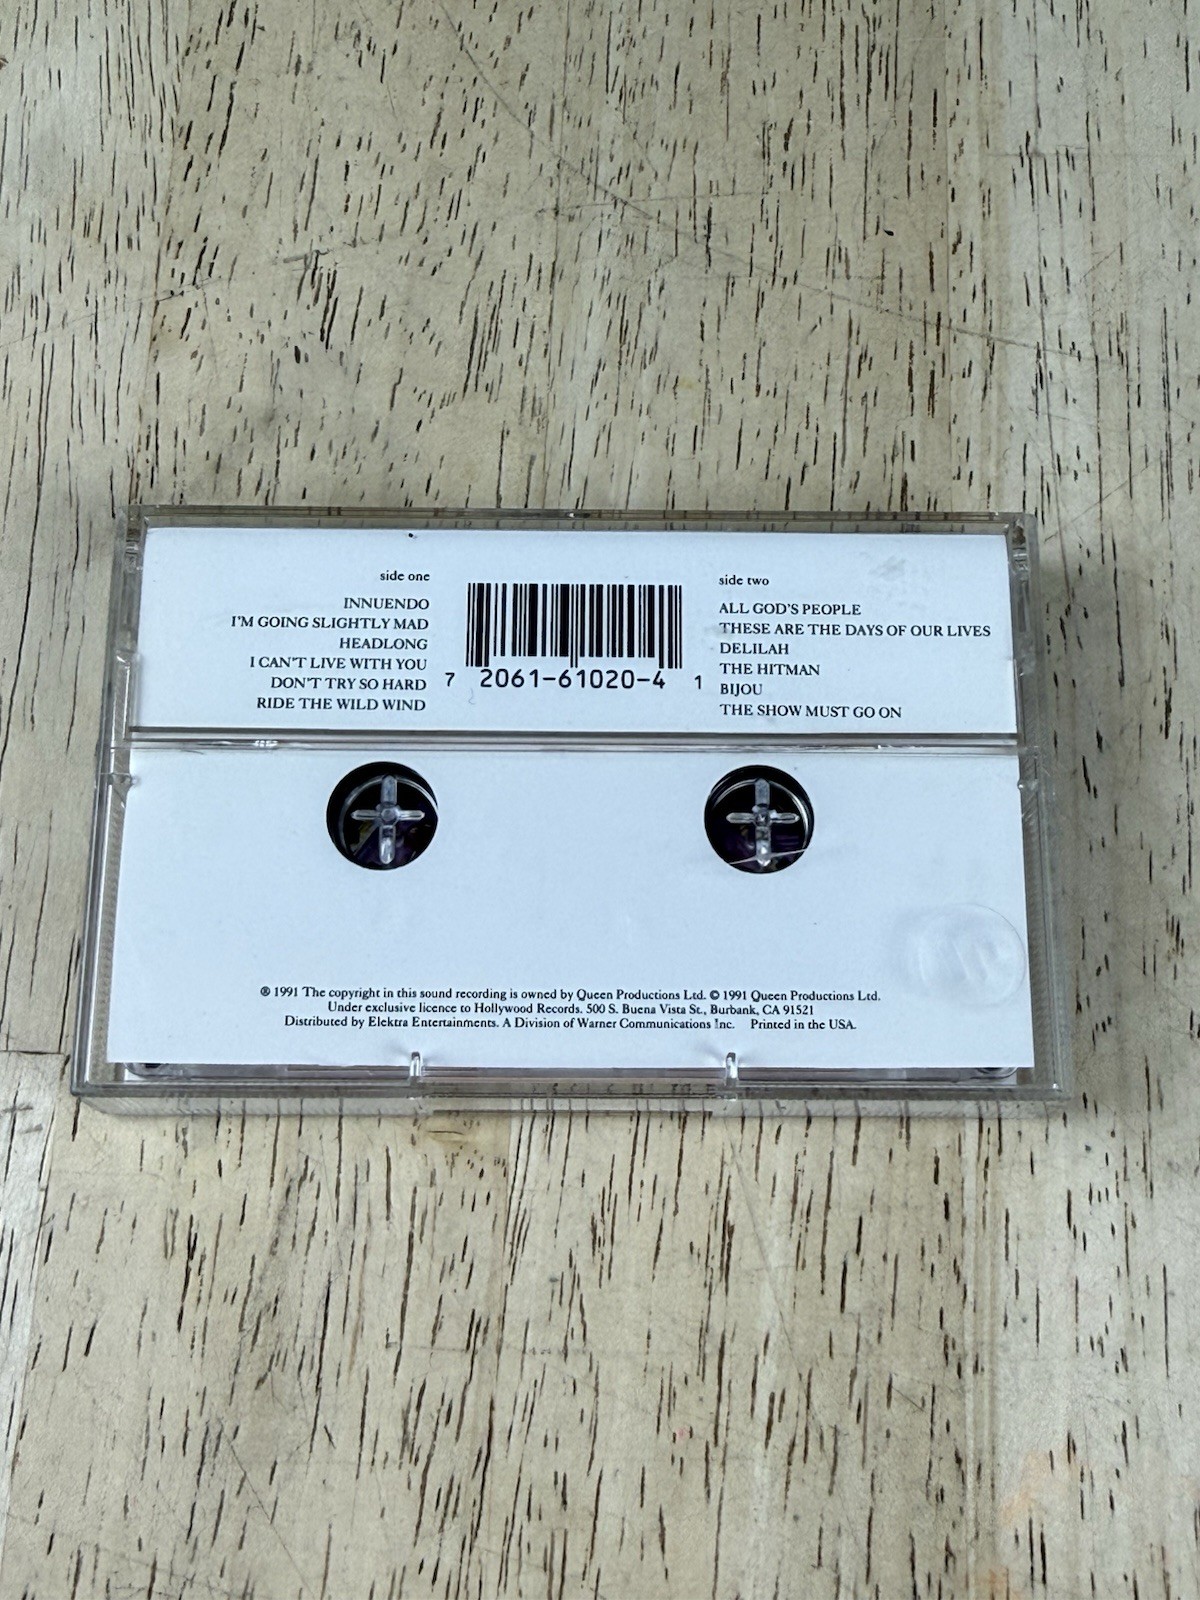 side one
INNUENDO
I'M GOING SLIGHTLY MAD
HEADLONG
I CAN'T LIVE WITH YOU
DON'T TRY SO HARD
RIDE THE WILD WIND
7 2061-61020-4 1
side two
ALL GOD'S PEOPLE
THESE ARE THE DAYS OF OUR LIVES
DELILAH
THE HITMAN
BIJOU
THE SHOW MUST GO ON
℗ 1991 The copyright in this sound recording is owned by Queen Productions Ltd. © 1991 Queen Productions Ltd.
Under exclusive licence to Hollywood Records. 500 S. Buena Vista St., Burbank, CA 91521
Distributed by Elektra Entertainments. A Division of Warner Communications Inc. Printed in the USA.